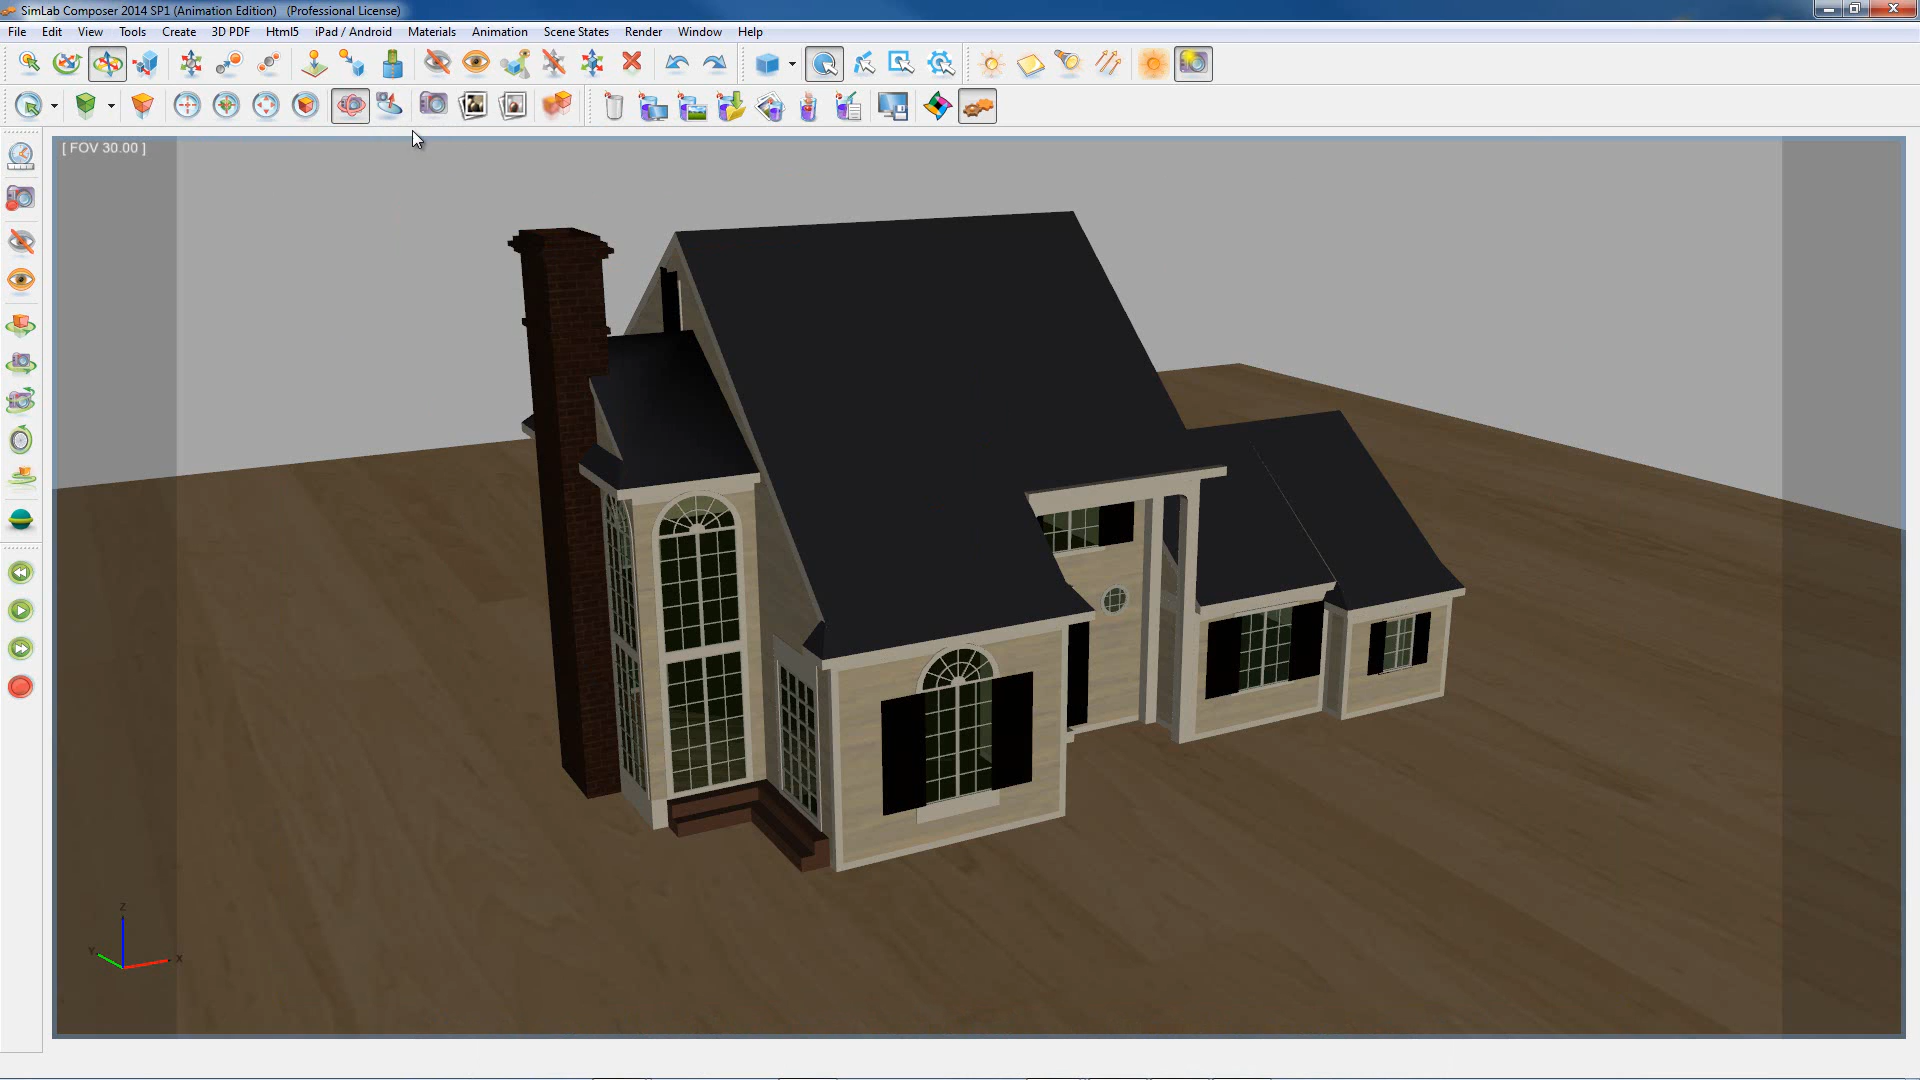 SimLab Composer 2014 SP1 (Animation Edition)   (Professional License)
File Edit View Tools Create 3D PDF Html5 iPad / Android Materials Animation Scene States Render Window Help
[ FOV 30.00 ]
Z
Y
X